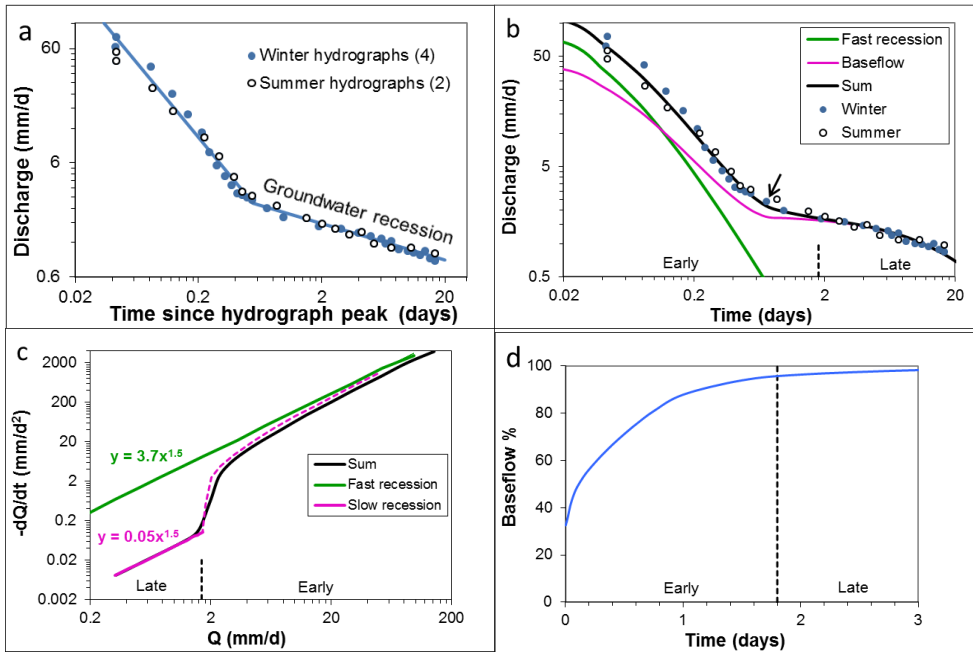 a
60
6
0.6
Discharge (mm/d)
Winter hydrographs (4)
Summer hydrographs (2)
Groundwater recession
0.02
0.2
2
20
Time since hydrograph peak (days)
b
50
5
0.5
Discharge (mm/d)
Fast recession
Baseflow
Sum
Winter
Summer
Early
Late
0.02
0.2
2
20
Time (days)
c
2000
200
20
2
0.2
0.02
0.002
-dQ/dt (mm/d²)
y = 3.7x^1.5
y = 0.05x^1.5
Sum
Fast recession
Slow recession
Late
Early
0.2
2
20
200
Q (mm/d)
d
100
80
60
40
20
0
Baseflow %
Early
Late
0
1
2
3
Time (days)